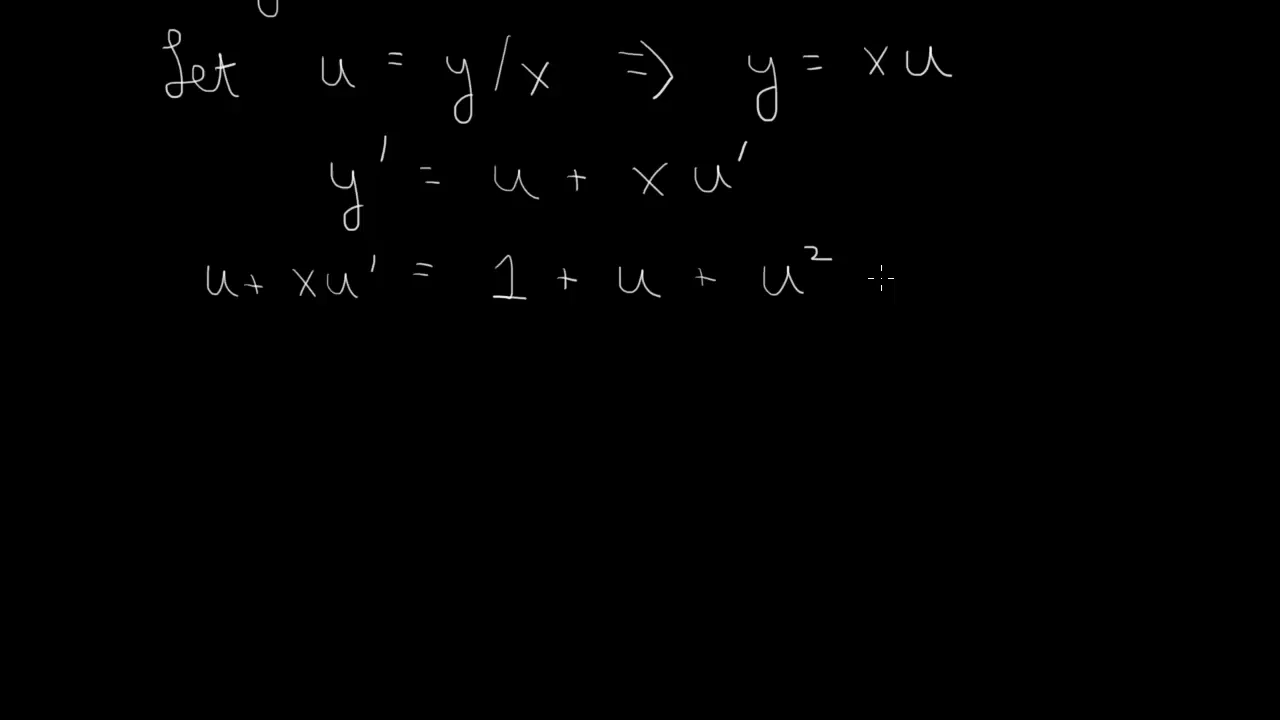 Let u = y/x ⇒ y = xu
y' = u + xu'
u + xu' = 1 + u + u²